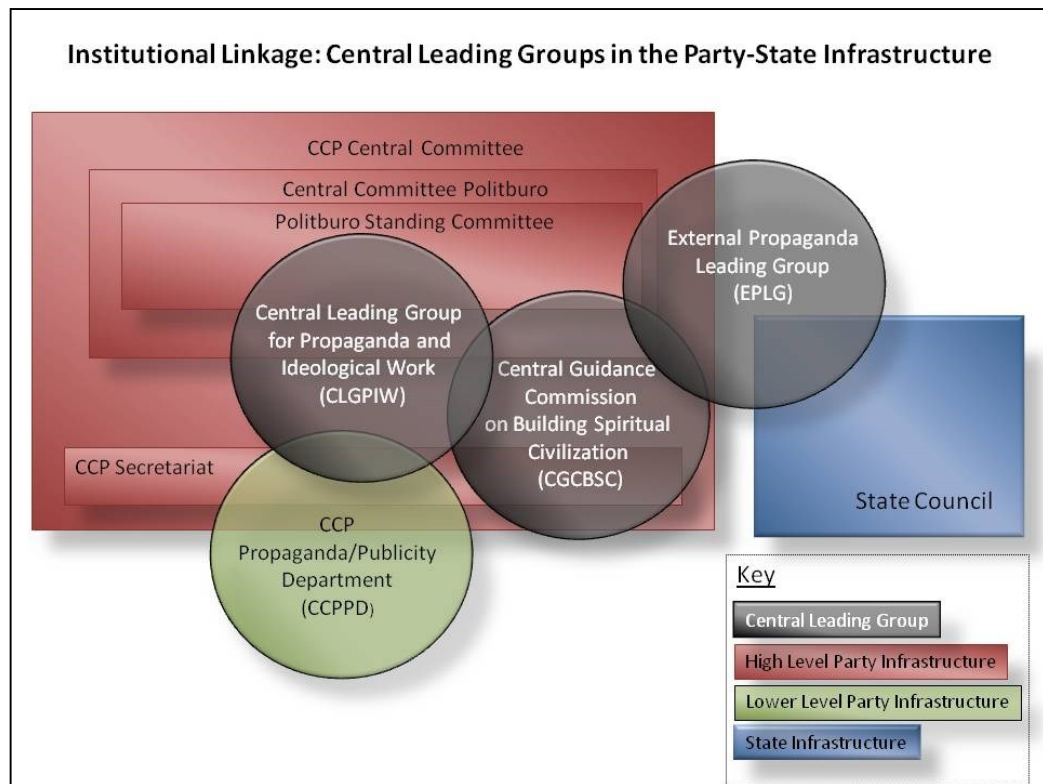 Institutional Linkage: Central Leading Groups in the Party-State Infrastructure
CCP Central Committee
Central Committee Politburo
Politburo Standing Committee
External Propaganda
Leading Group
(EPLG)
Central Leading Group
for Propaganda and
Ideological Work
(CLGPIW)
Central Guidance
Commission
on Building Spiritual
Civilization
(CGCBSC)
CCP Secretariat
State Council
CCP
Propaganda/Publicity
Department
(CCPPD)
Key
Central Leading Group
High Level Party Infrastructure
Lower Level Party Infrastructure
State Infrastructure